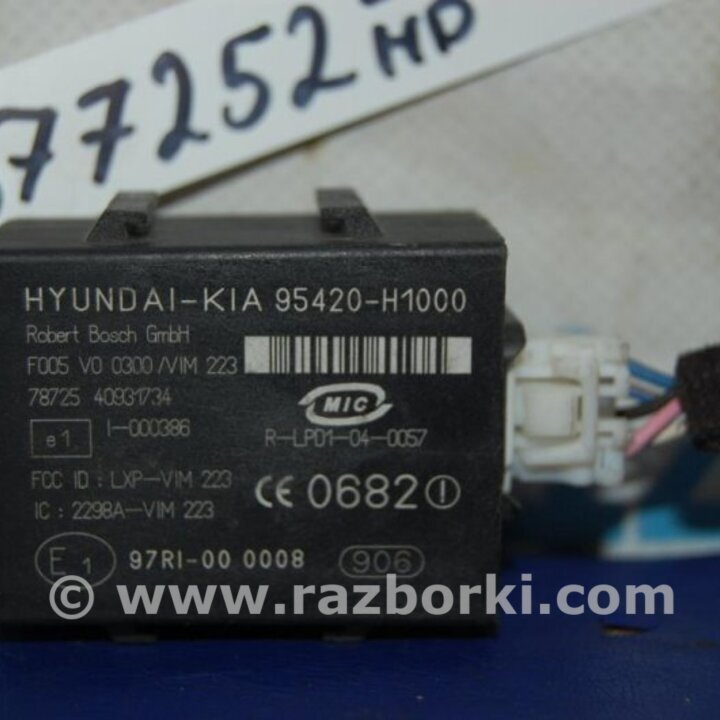 77252 HD
HYUNDAI-KIA 95420-H1000
Robert Bosch GmbH
F005 V0 0300/VIM 223
78725 40931734
MIC
e1 I-000386
R-LPD1-04-0057
FCC ID : LXP-VIM 223
CE 0682
IC : 2298A-VIM 223
E1 97RI-00 0008 906
© www.razborki.com